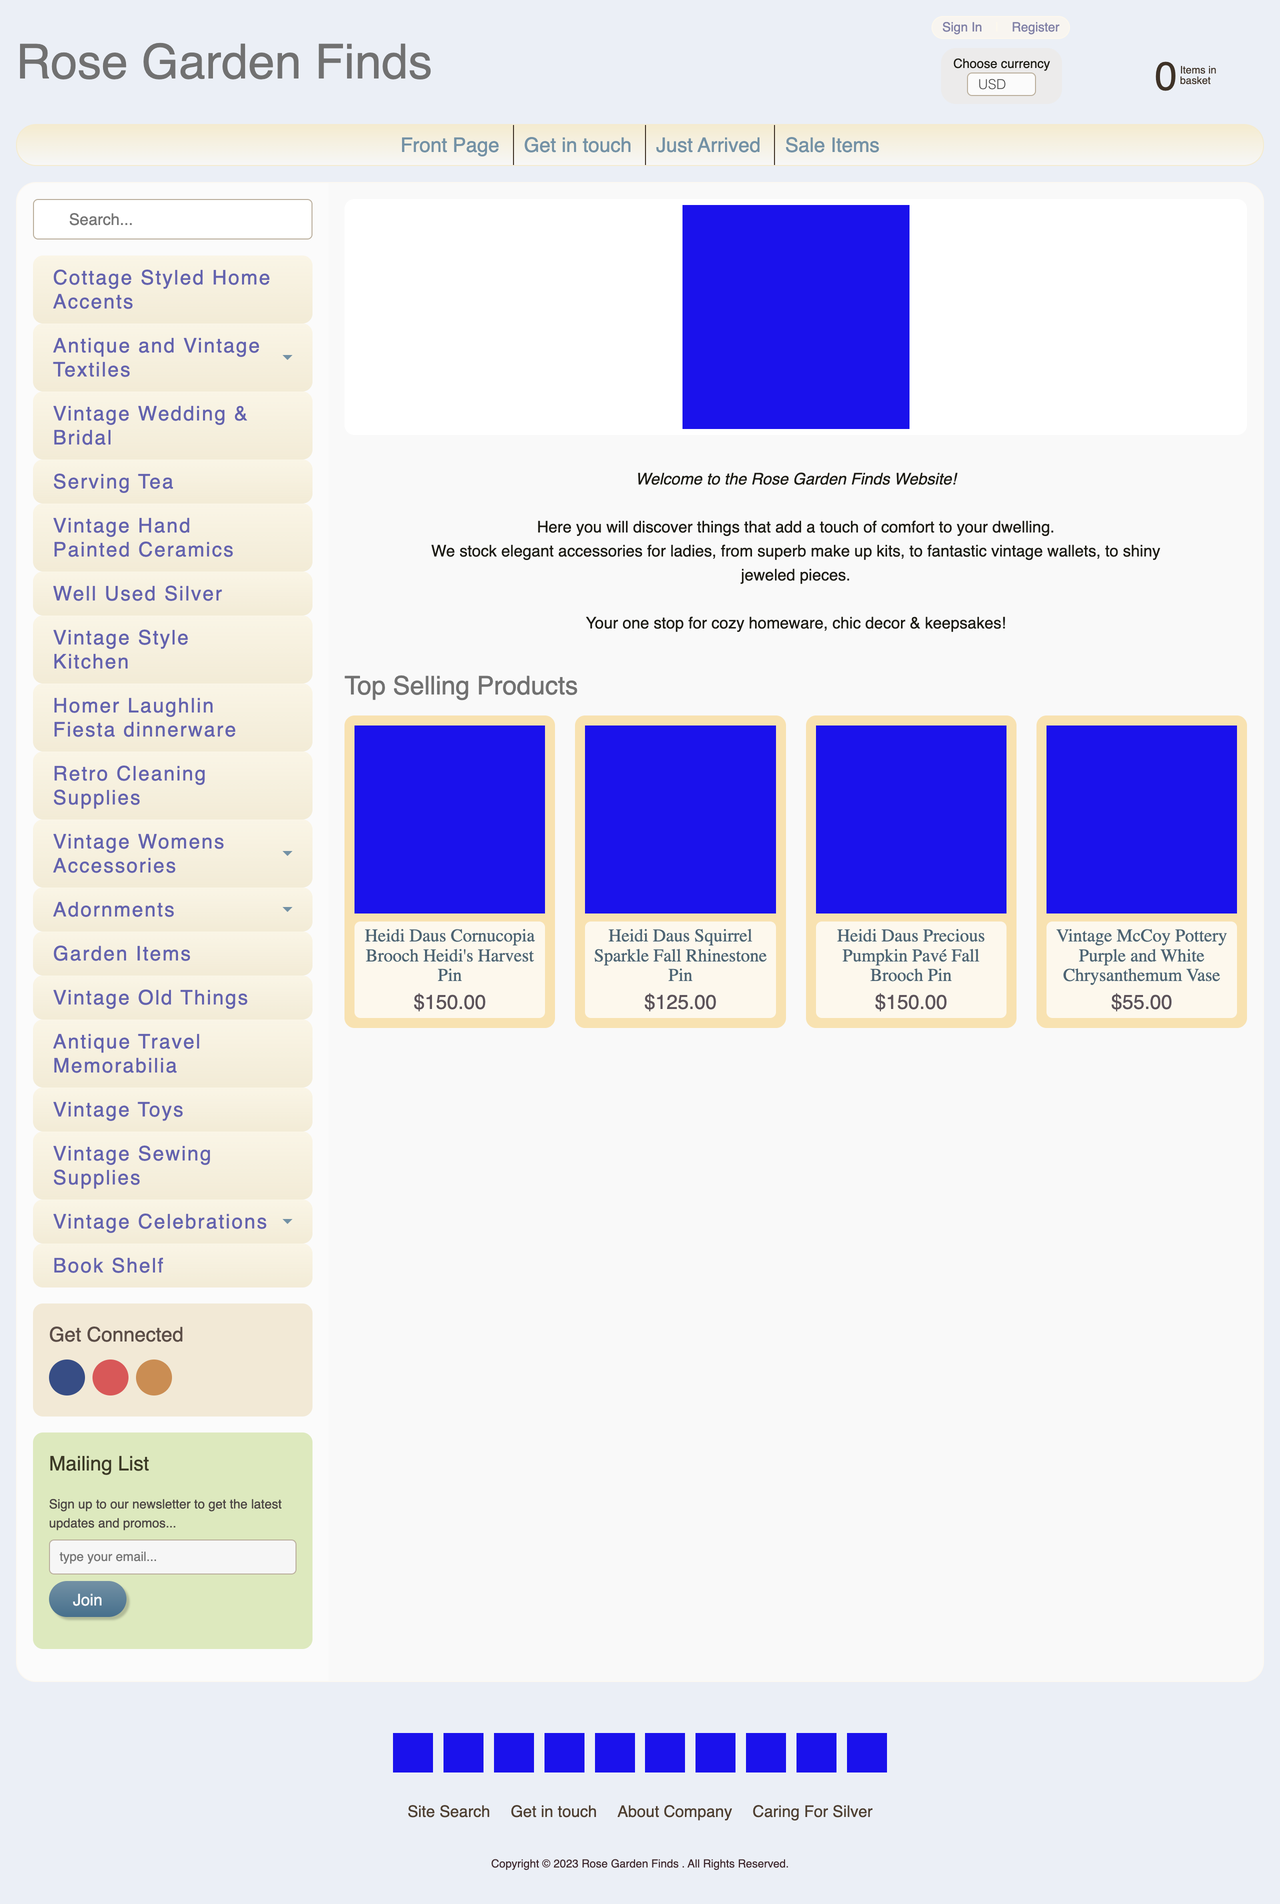 Rose Garden Finds
Sign In
Register
Choose currency
USD
0
Items in
basket
Front Page
Get in touch
Just Arrived
Sale Items
Search...
Cottage Styled Home
Accents
Antique and Vintage
Textiles
Vintage Wedding &
Bridal
Serving Tea
Vintage Hand
Painted Ceramics
Well Used Silver
Vintage Style
Kitchen
Homer Laughlin
Fiesta dinnerware
Retro Cleaning
Supplies
Vintage Womens
Accessories
Adornments
Garden Items
Vintage Old Things
Antique Travel
Memorabilia
Vintage Toys
Vintage Sewing
Supplies
Vintage Celebrations
Book Shelf
Get Connected
Mailing List
Sign up to our newsletter to get the latest
updates and promos...
type your email...
Join
Welcome to the Rose Garden Finds Website!
Here you will discover things that add a touch of comfort to your dwelling.
We stock elegant accessories for ladies, from superb make up kits, to fantastic vintage wallets, to shiny
jeweled pieces.
Your one stop for cozy homeware, chic decor & keepsakes!
Top Selling Products
Heidi Daus Cornucopia
Brooch Heidi's Harvest
Pin
$150.00
Heidi Daus Squirrel
Sparkle Fall Rhinestone
Pin
$125.00
Heidi Daus Precious
Pumpkin Pavé Fall
Brooch Pin
$150.00
Vintage McCoy Pottery
Purple and White
Chrysanthemum Vase
$55.00
Site Search
Get in touch
About Company
Caring For Silver
Copyright © 2023 Rose Garden Finds . All Rights Reserved.